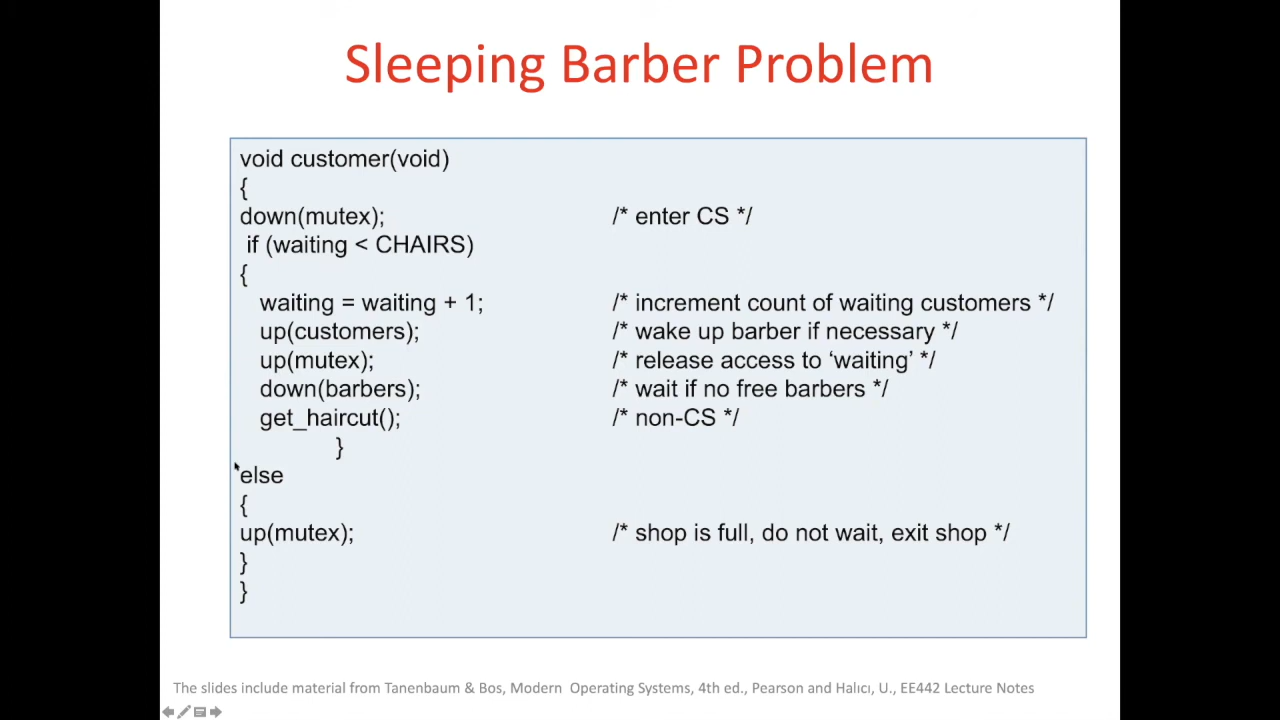 Sleeping Barber Problem
void customer(void)
{
down(mutex); /* enter CS */
if (waiting < CHAIRS)
{
waiting = waiting + 1; /* increment count of waiting customers */
up(customers); /* wake up barber if necessary */
up(mutex); /* release access to ‘waiting’ */
down(barbers); /* wait if no free barbers */
get_haircut(); /* non-CS */
}
else
{
up(mutex); /* shop is full, do not wait, exit shop */
}
}
The slides include material from Tanenbaum & Bos, Modern  Operating Systems, 4th ed., Pearson and Halıcı, U., EE442 Lecture Notes